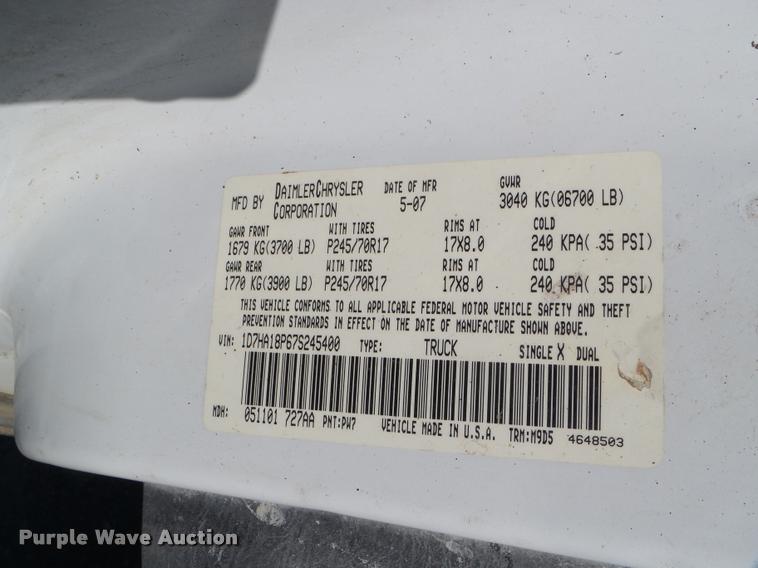 MFD BY DAIMLERCHRYSLER CORPORATION DATE OF MFR 5-07 GVWR 3040 KG(06700 LB)
GAWR FRONT WITH TIRES RIMS AT COLD
1679 KG(3700 LB) P245/70R17 17X8.0 240 KPA( 35 PSI)
GAWR REAR WITH TIRES RIMS AT COLD
1770 KG(3900 LB) P245/70R17 17X8.0 240 KPA( 35 PSI)
THIS VEHICLE CONFORMS TO ALL APPLICABLE FEDERAL MOTOR VEHICLE SAFETY AND THEFT
PREVENTION STANDARDS IN EFFECT ON THE DATE OF MANUFACTURE SHOWN ABOVE.
VIN: 1D7HA18P67S245400 TYPE: TRUCK SINGLE X DUAL
MDH: 051101 727AA PNT:PW7 VEHICLE MADE IN U.S.A. TRM:M9D5 4648503
Purple Wave Auction